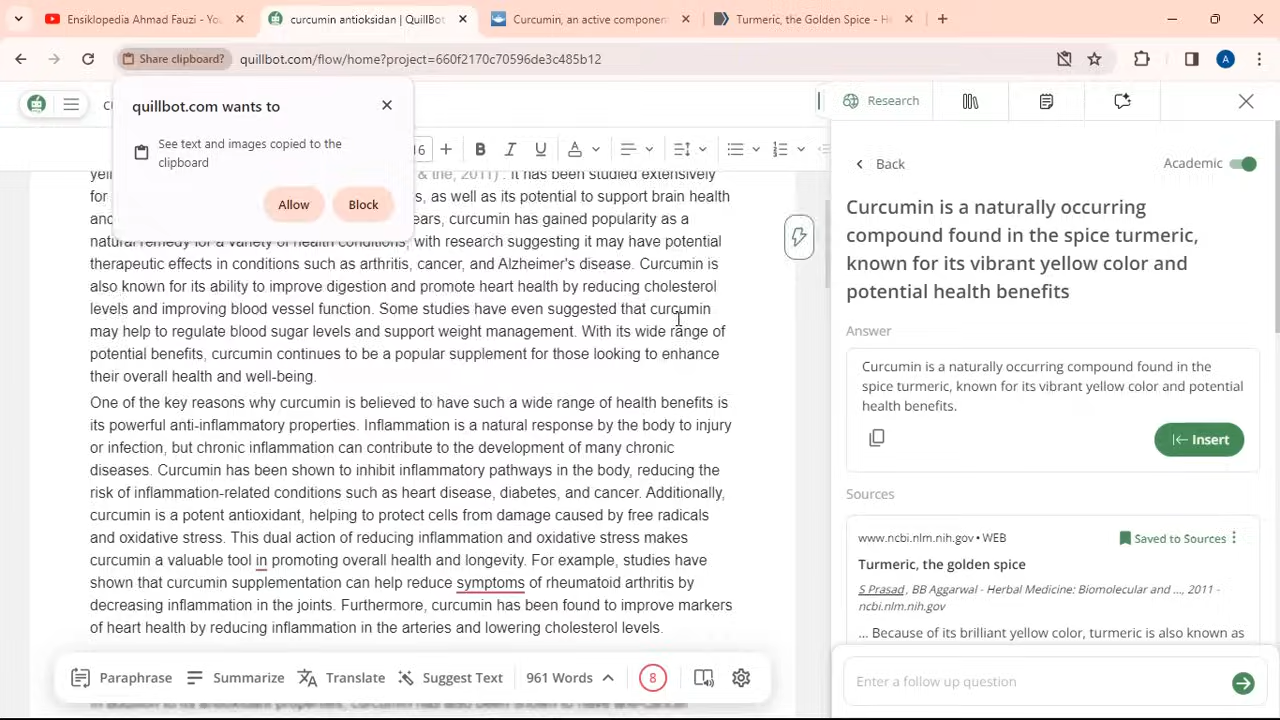 Ensiklopedia Ahmad Fauzi - You
curcumin antioksidan | QuillBot
Curcumin, an active componen
Turmeric, the Golden Spice - He
Share clipboard?
quillbot.com/flow/home?project=660f2170c70596de3c485b12
A
quillbot.com wants to
See text and images copied to the
clipboard
Allow
Block
16
B
I
U
A
& the, 2011) . It has been studied extensively
for
, as well as its potential to support brain health
and
ears, curcumin has gained popularity as a
natural remedy for a variety of health conditions, with research suggesting it may have potential
therapeutic effects in conditions such as arthritis, cancer, and Alzheimer's disease. Curcumin is
also known for its ability to improve digestion and promote heart health by reducing cholesterol
levels and improving blood vessel function. Some studies have even suggested that curcumin
may help to regulate blood sugar levels and support weight management. With its wide range of
potential benefits, curcumin continues to be a popular supplement for those looking to enhance
their overall health and well-being.
One of the key reasons why curcumin is believed to have such a wide range of health benefits is
its powerful anti-inflammatory properties. Inflammation is a natural response by the body to injury
or infection, but chronic inflammation can contribute to the development of many chronic
diseases. Curcumin has been shown to inhibit inflammatory pathways in the body, reducing the
risk of inflammation-related conditions such as heart disease, diabetes, and cancer. Additionally,
curcumin is a potent antioxidant, helping to protect cells from damage caused by free radicals
and oxidative stress. This dual action of reducing inflammation and oxidative stress makes
curcumin a valuable tool in promoting overall health and longevity. For example, studies have
shown that curcumin supplementation can help reduce symptoms of rheumatoid arthritis by
decreasing inflammation in the joints. Furthermore, curcumin has been found to improve markers
of heart health by reducing inflammation in the arteries and lowering cholesterol levels.
Paraphrase
Summarize
Translate
Suggest Text
961 Words
8
Research
Back
Academic
Curcumin is a naturally occurring
compound found in the spice turmeric,
known for its vibrant yellow color and
potential health benefits
Answer
Curcumin is a naturally occurring compound found in the
spice turmeric, known for its vibrant yellow color and potential
health benefits.
Insert
Sources
www.ncbi.nlm.nih.gov • WEB
Saved to Sources
Turmeric, the golden spice
S Prasad , BB Aggarwal - Herbal Medicine: Biomolecular and …, 2011 -
ncbi.nlm.nih.gov
… Because of its brilliant yellow color, turmeric is also known as
Enter a follow up question